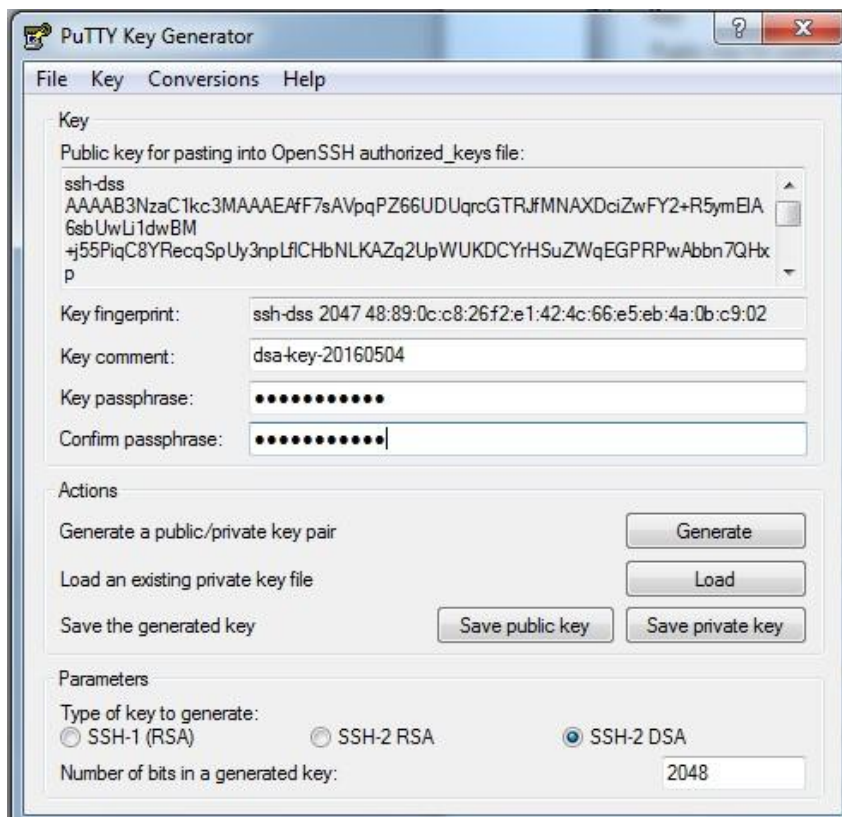 PuTTY Key Generator
File Key Conversions Help
Key
Public key for pasting into OpenSSH authorized_keys file:
ssh-dss
AAAAB3NzaC1kc3MAAAEAfF7sAVpqPZ66UDUqrcGTRJfMNAXDciZwFY2+R5ymElA
6sbUwLi1dwBM
+j55PiqC8YRecqSpUy3npLflCHbNLKAZq2UpWUKDCYrHSuZWqEGPRPwAbbn7QHx
p
Key fingerprint: ssh-dss 2047 48:89:0c:c8:26:f2:e1:42:4c:66:e5:eb:4a:0b:c9:02
Key comment: dsa-key-20160504
Key passphrase: ●●●●●●●●●●●
Confirm passphrase: ●●●●●●●●●●●
Actions
Generate a public/private key pair Generate
Load an existing private key file Load
Save the generated key Save public key Save private key
Parameters
Type of key to generate:
SSH-1 (RSA) SSH-2 RSA SSH-2 DSA
Number of bits in a generated key: 2048